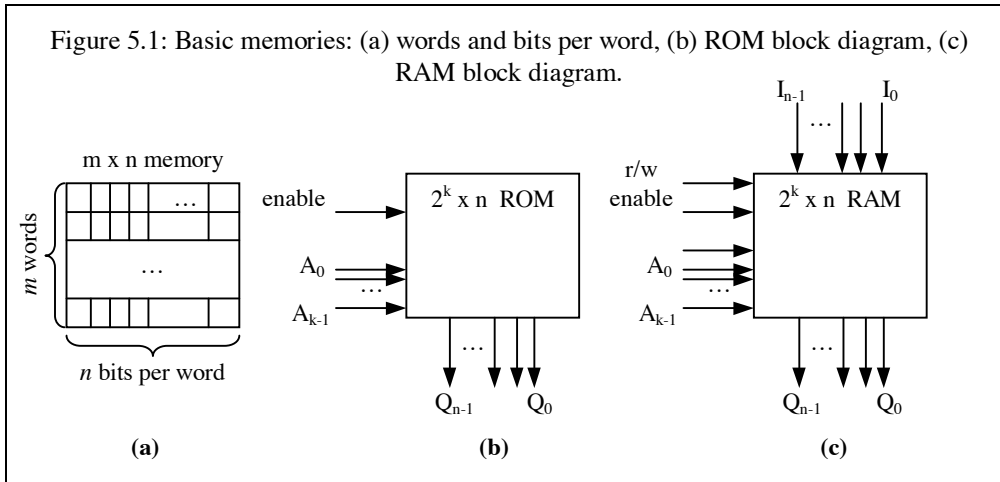 Figure 5.1: Basic memories: (a) words and bits per word, (b) ROM block diagram, (c)
RAM block diagram.
m x n memory
…
m words
…
n bits per word
(a)
enable
2^k x n ROM
A_0
…
A_{k-1}
…
Q_{n-1}
Q_0
(b)
I_{n-1}
I_0
…
r/w
enable
2^k x n RAM
A_0
…
A_{k-1}
…
Q_{n-1}
Q_0
(c)